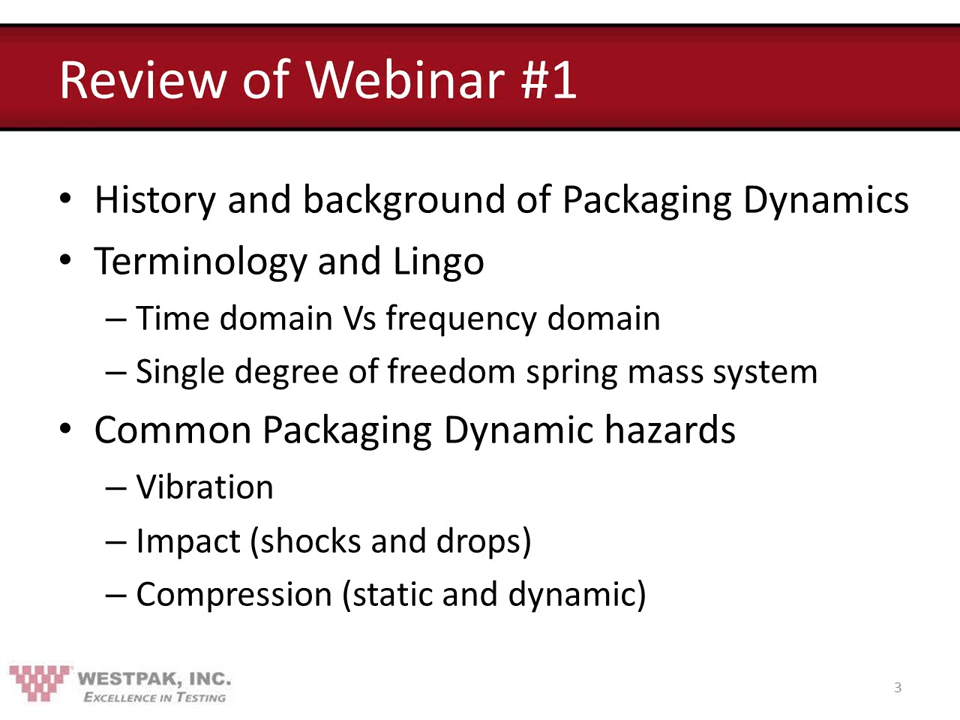 Review of Webinar #1
• History and background of Packaging Dynamics
• Terminology and Lingo
– Time domain Vs frequency domain
– Single degree of freedom spring mass system
• Common Packaging Dynamic hazards
– Vibration
– Impact (shocks and drops)
– Compression (static and dynamic)
WESTPAK, INC.
EXCELLENCE IN TESTING
3